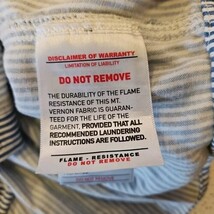 DISCLAIMER OF WARRANTY
LIMITATION OF LIABILITY
DO NOT REMOVE
THE DURABILITY OF THE FLAME
RESISTANCE OF THIS MT.
VERNON FABRIC IS GUARAN-
TEED FOR THE LIFE OF THE
GARMENT. PROVIDED THAT ALL
RECOMMENDED LAUNDERING
INSTRUCTIONS ARE FOLLOWED.
FLAME - RESISTANCE
DO NOT REMOVE